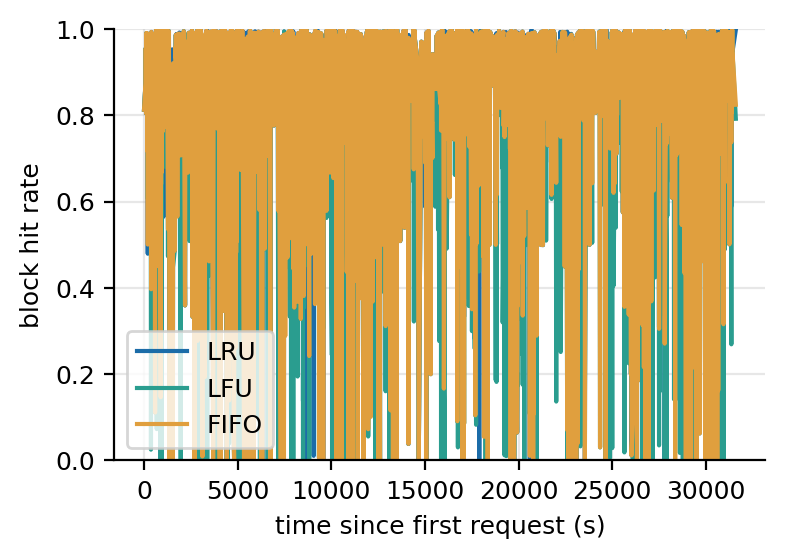 block hit rate
1.0
0.8
0.6
0.4
0.2
0.0
LRU
LFU
FIFO
0 5000 10000 15000 20000 25000 30000
time since first request (s)